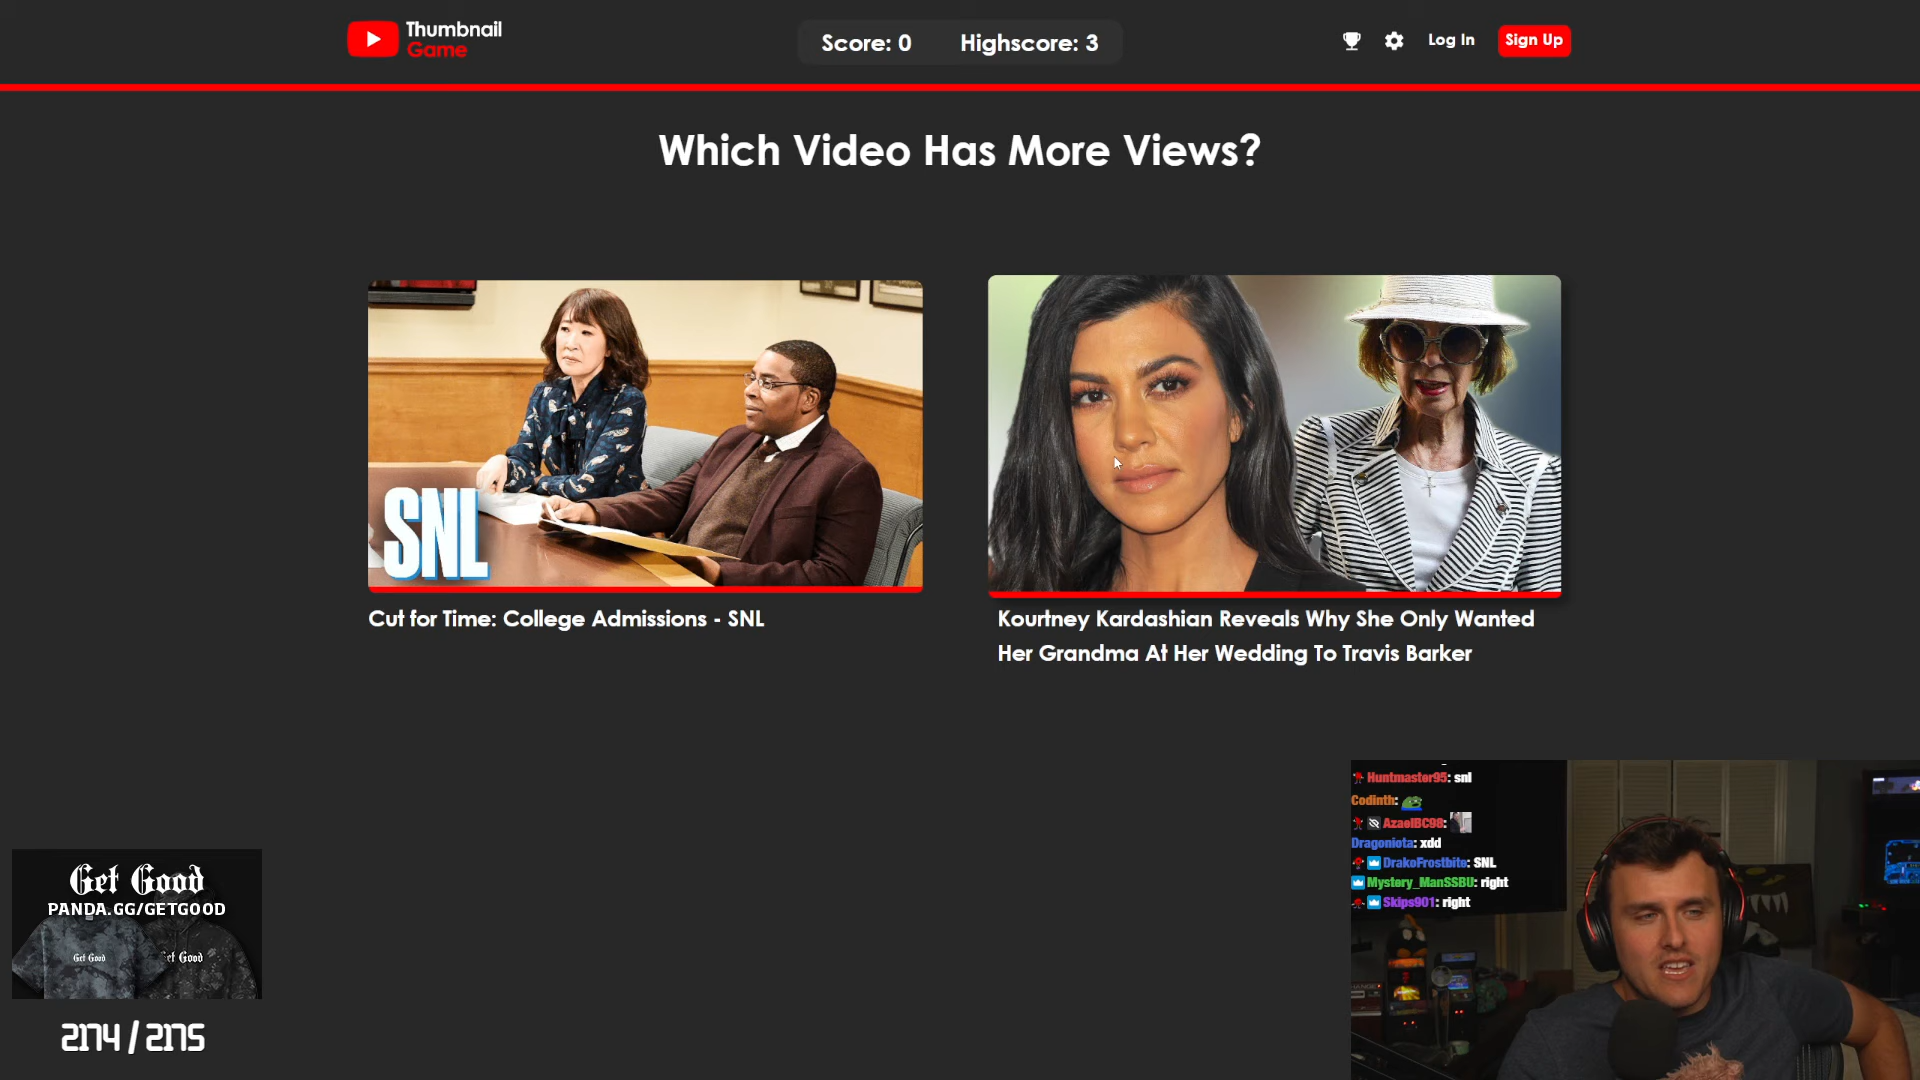 Thumbnail
Game
Score: 0
Highscore: 3
Log In
Sign Up
Which Video Has More Views?
SNL
Cut for Time: College Admissions - SNL
Kourtney Kardashian Reveals Why She Only Wanted
Her Grandma At Her Wedding To Travis Barker
Huntmaster95: snl
Codinth:
AzaelBC98:
Dragoniota: xdd
DrakoFrostbite: SNL
Mystery_ManSSBU: right
Skips901: right
Get Good
PANDA.GG/GETGOOD
Get Good
Get Good
2174 / 2175